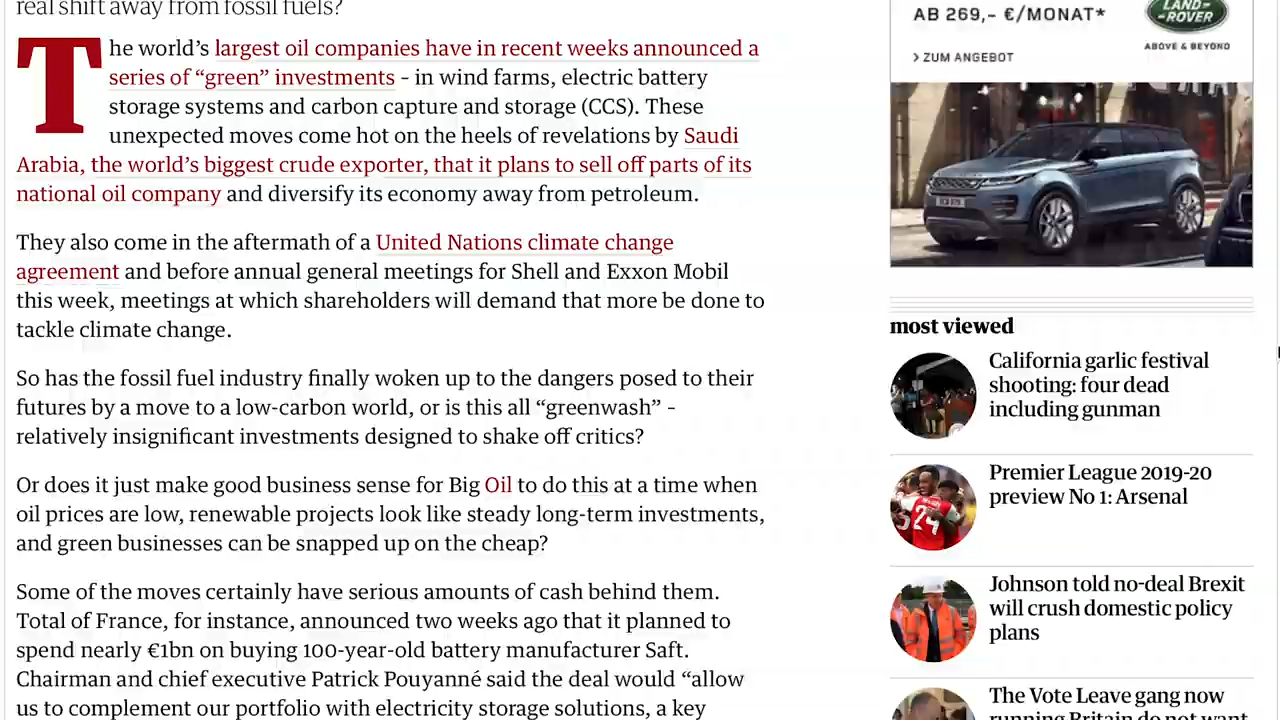 real shift away from fossil fuels?
The world's largest oil companies have in recent weeks announced a
series of “green” investments – in wind farms, electric battery
storage systems and carbon capture and storage (CCS). These
unexpected moves come hot on the heels of revelations by Saudi
Arabia, the world's biggest crude exporter, that it plans to sell off parts of its
national oil company and diversify its economy away from petroleum.
They also come in the aftermath of a United Nations climate change
agreement and before annual general meetings for Shell and Exxon Mobil
this week, meetings at which shareholders will demand that more be done to
tackle climate change.
So has the fossil fuel industry finally woken up to the dangers posed to their
futures by a move to a low-carbon world, or is this all “greenwash” –
relatively insignificant investments designed to shake off critics?
Or does it just make good business sense for Big Oil to do this at a time when
oil prices are low, renewable projects look like steady long-term investments,
and green businesses can be snapped up on the cheap?
Some of the moves certainly have serious amounts of cash behind them.
Total of France, for instance, announced two weeks ago that it planned to
spend nearly €1bn on buying 100-year-old battery manufacturer Saft.
Chairman and chief executive Patrick Pouyanné said the deal would “allow
us to complement our portfolio with electricity storage solutions, a key
AB 269,- €/MONAT*
LAND-
ROVER
ABOVE & BEYOND
> ZUM ANGEBOT
most viewed
California garlic festival
shooting: four dead
including gunman
Premier League 2019-20
preview No 1: Arsenal
24
Johnson told no-deal Brexit
will crush domestic policy
plans
The Vote Leave gang now
running Britain do not want